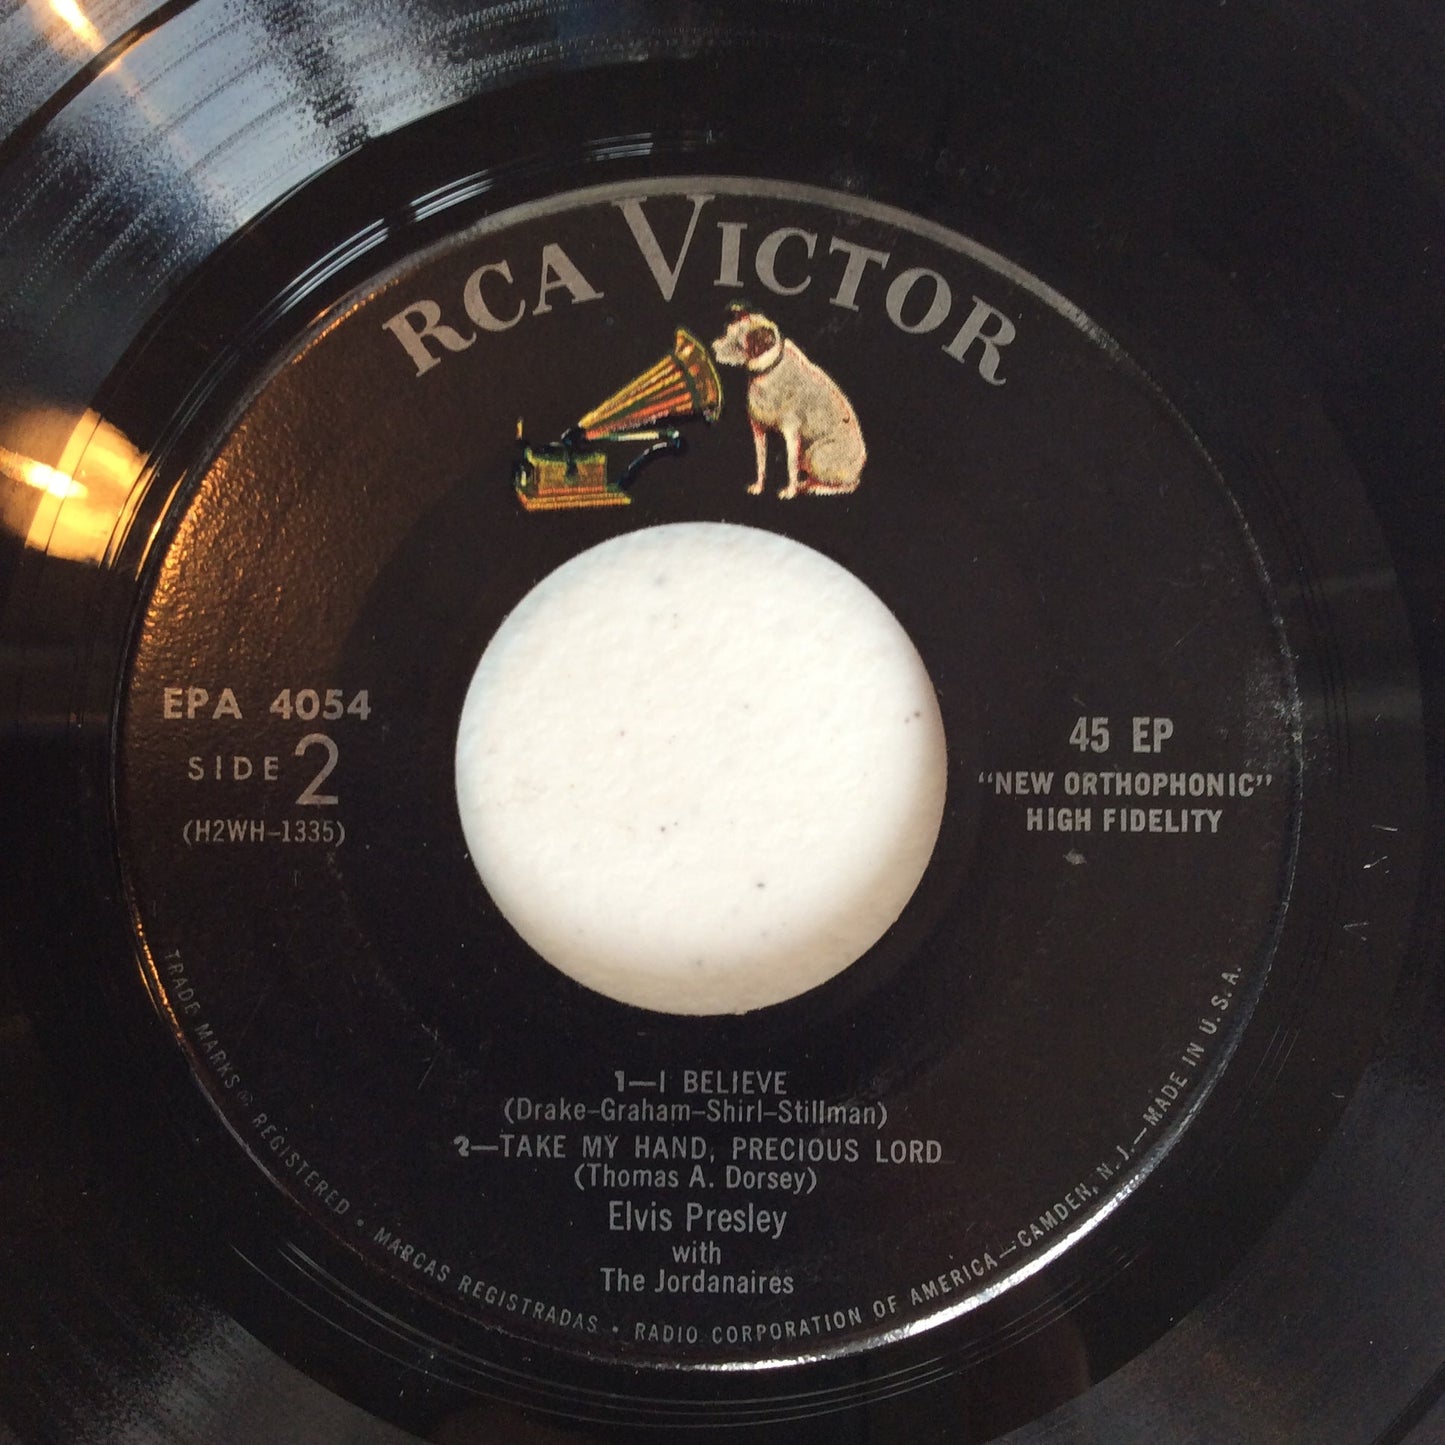 RCA VICTOR
EPA 4054
SIDE 2
(H2WH-1335)
45 EP
"NEW ORTHOPHONIC"
HIGH FIDELITY
1—I BELIEVE
(Drake-Graham-Shirl-Stillman)
2—TAKE MY HAND, PRECIOUS LORD
(Thomas A. Dorsey)
Elvis Presley
with
The Jordanaires
TRADE MARKS ® REGISTERED • MARCAS REGISTRADAS • RADIO CORPORATION OF AMERICA—CAMDEN, N. J.—MADE IN U. S. A.